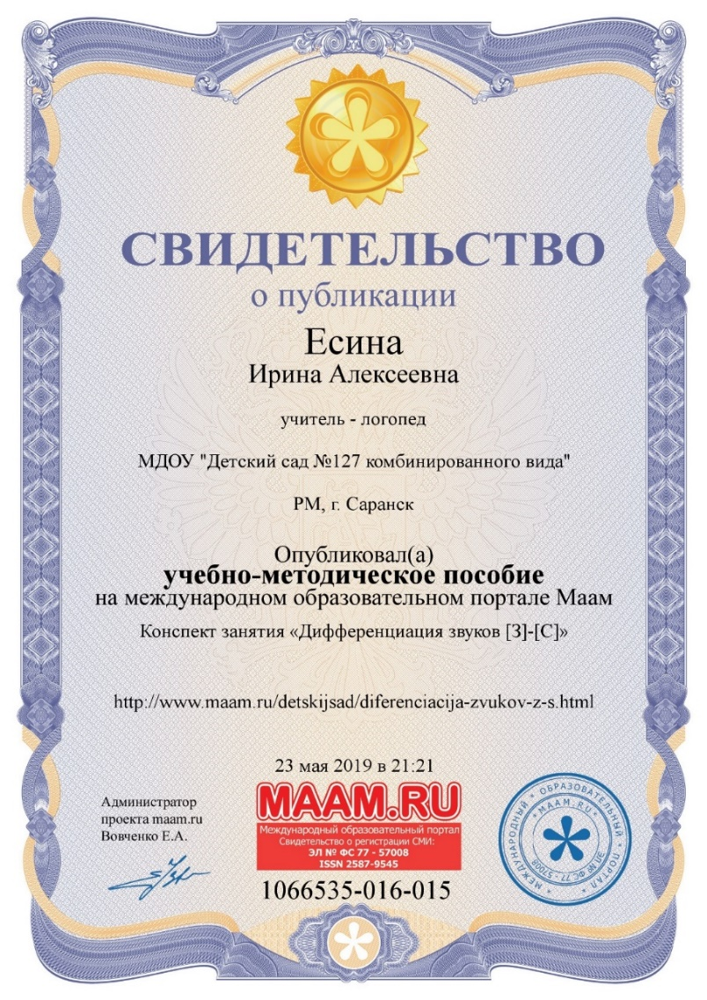 СВИДЕТЕЛЬСТВО
о публикации
Есина
Ирина Алексеевна
учитель - логопед
МДОУ "Детский сад №127 комбинированного вида"
РМ, г. Саранск
Опубликовал(а)
учебно-методическое пособие
на международном образовательном портале Маам
Конспект занятия «Дифференциация звуков [З]-[С]»
http://www.maam.ru/detskijsad/diferenciacija-zvukov-z-s.html
23 мая 2019 в 21:21
Администратор
проекта maam.ru
Вовченко Е.А.
MAAM.RU
Международный образовательный портал
Свидетельство о регистрации СМИ:
ЭЛ № ФС 77 - 57008
ISSN 2587-9545
1066535-016-015
МЕЖДУНАРОДНЫЙ * ОБРАЗОВАТЕЛЬНЫЙ * ПОРТАЛ *
* MAAM.RU *
ЭЛ № ФС 77 - 57008